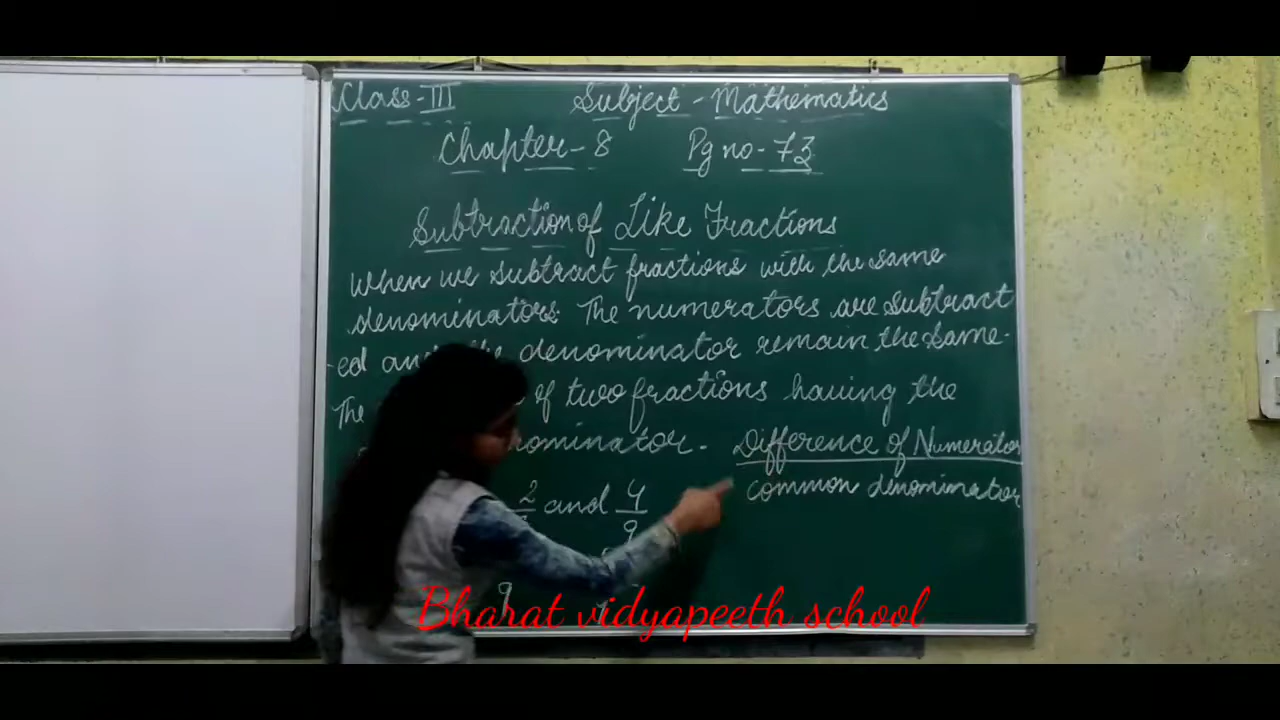 Class-III Subject - Mathematics
Chapter-8 Pg no-73
Subtraction of Like Fractions
When we subtract fractions with the same
denominators. The numerators are subtract
-ed the denominator remain the same.
The of two fractions having the
nominator - Difference of Numerator
common denominator
2 and 4
9
9
Bharat vidyapeeth school